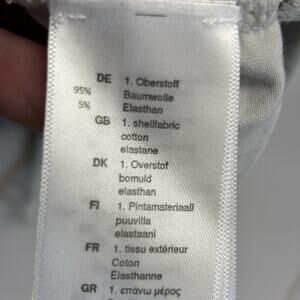 DE 1. Oberstoff
95% Baumwolle
5% Elasthan
GB 1. shellfabric
cotton
elastane
DK 1. Overstof
bomuld
elasthan
FI 1. Pintamateriaali
puuvilla
elastaani
FR 1. tissu extérieur
Coton
Elasthanne
GR 1. επάνω μέρος